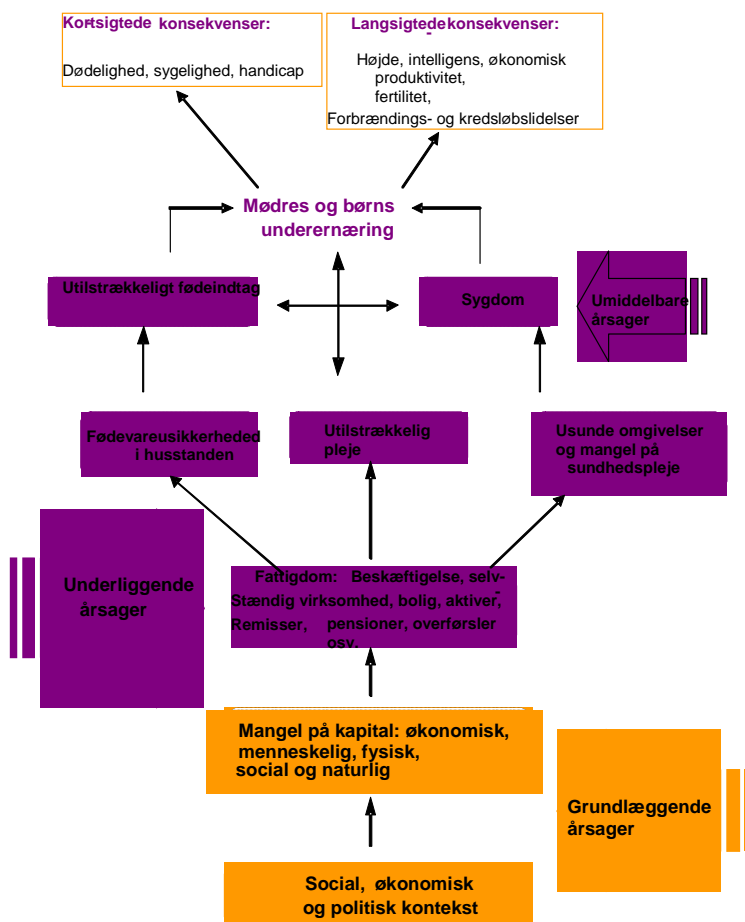 Kortsigtede konsekvenser:
Dødelighed, sygelighed, handicap
Langsigtede konsekvenser:
Højde, intelligens, økonomisk
produktivitet,
fertilitet,
Forbrændings- og kredsløbslidelser
Mødres og børns
underernæring
Utilstrækkeligt fødeindtag
Sygdom
Umiddelbare
årsager
Fødevareusikkerheded
i husstanden
Utilstrækkelig
pleje
Usunde omgivelser
og mangel på
sundhedspleje
Underliggende
årsager
Fattigdom: Beskæftigelse, selv-
Stændig virksomhed, bolig, aktiver,
Remisser, pensioner, overførsler
osv.
Mangel på kapital: økonomisk,
menneskelig, fysisk,
social og naturlig
Grundlæggende
årsager
Social, økonomisk
og politisk kontekst